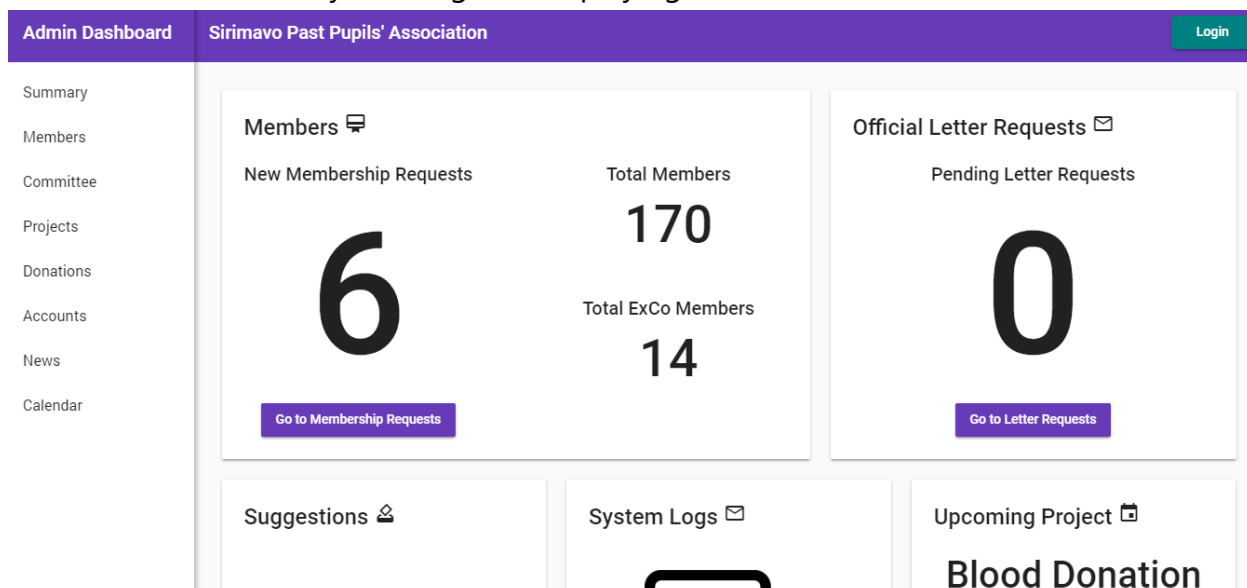 Admin Dashboard
Sirimavo Past Pupils' Association
Login
Summary
Members
Committee
Projects
Donations
Accounts
News
Calendar
Members
New Membership Requests
6
Go to Membership Requests
Total Members
170
Total ExCo Members
14
Official Letter Requests
Pending Letter Requests
0
Go to Letter Requests
Suggestions
System Logs
Upcoming Project
Blood Donation